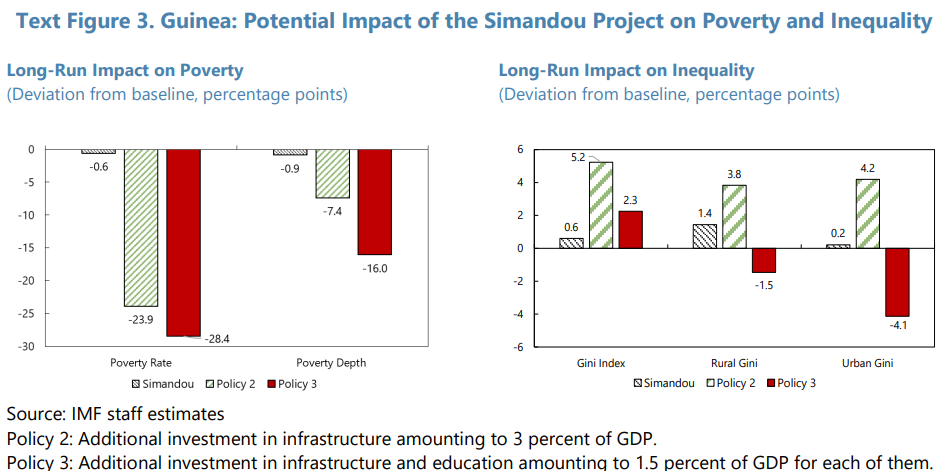 Text Figure 3. Guinea: Potential Impact of the Simandou Project on Poverty and Inequality
Long-Run Impact on Poverty
(Deviation from baseline, percentage points)
0
-5
-10
-15
-20
-25
-30
-0.6
-23.9
-28.4
-0.9
-7.4
-16.0
Poverty Rate
Poverty Depth
Simandou
Policy 2
Policy 3
Long-Run Impact on Inequality
(Deviation from baseline, percentage points)
6
4
2
0
-2
-4
-6
0.6
5.2
2.3
1.4
3.8
-1.5
0.2
4.2
-4.1
Gini Index
Rural Gini
Urban Gini
Simandou
Policy 2
Policy 3
Source: IMF staff estimates
Policy 2: Additional investment in infrastructure amounting to 3 percent of GDP.
Policy 3: Additional investment in infrastructure and education amounting to 1.5 percent of GDP for each of them.